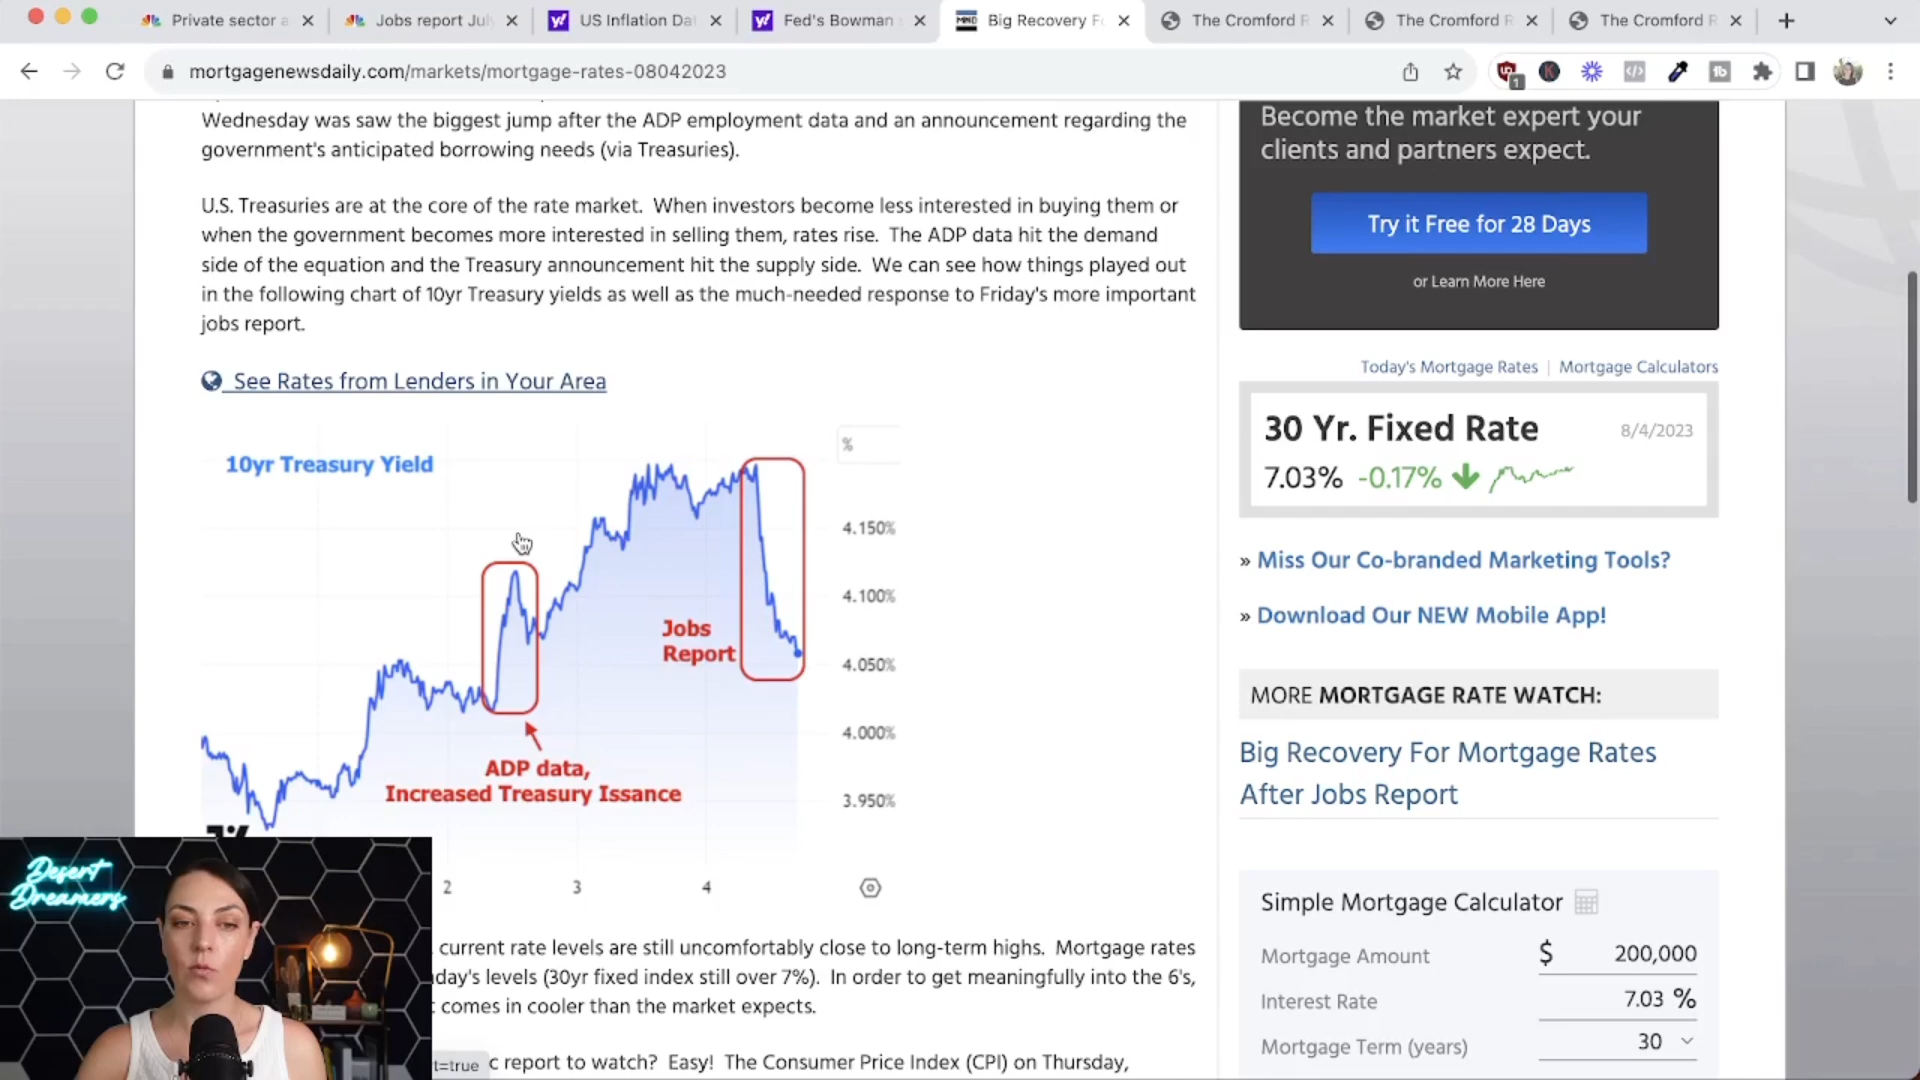 Private sector a
Jobs report July
US Inflation Dat
Fed's Bowman s
Big Recovery Fo
The Cromford R
The Cromford R
The Cromford R
mortgagenewsdaily.com/markets/mortgage-rates-08042023
1
Wednesday was saw the biggest jump after the ADP employment data and an announcement regarding the
government's anticipated borrowing needs (via Treasuries).
U.S. Treasuries are at the core of the rate market. When investors become less interested in buying them or
when the government becomes more interested in selling them, rates rise. The ADP data hit the demand
side of the equation and the Treasury announcement hit the supply side. We can see how things played out
in the following chart of 10yr Treasury yields as well as the much-needed response to Friday's more important
jobs report.
See Rates from Lenders in Your Area
%
10yr Treasury Yield
4.150%
4.100%
Jobs
Report
4.050%
4.000%
ADP data,
Increased Treasury Issance
3.950%
2 3 4
current rate levels are still uncomfortably close to long-term highs. Mortgage rates
day's levels (30yr fixed index still over 7%). In order to get meaningfully into the 6's,
comes in cooler than the market expects.
t=true
c report to watch? Easy! The Consumer Price Index (CPI) on Thursday,
Desert
Dreamers
Become the market expert your
clients and partners expect.
Try it Free for 28 Days
or Learn More Here
Today's Mortgage Rates | Mortgage Calculators
30 Yr. Fixed Rate 8/4/2023
7.03% -0.17%
» Miss Our Co-branded Marketing Tools?
» Download Our NEW Mobile App!
MORE MORTGAGE RATE WATCH:
Big Recovery For Mortgage Rates
After Jobs Report
Simple Mortgage Calculator
Mortgage Amount $ 200,000
Interest Rate 7.03 %
Mortgage Term (years) 30